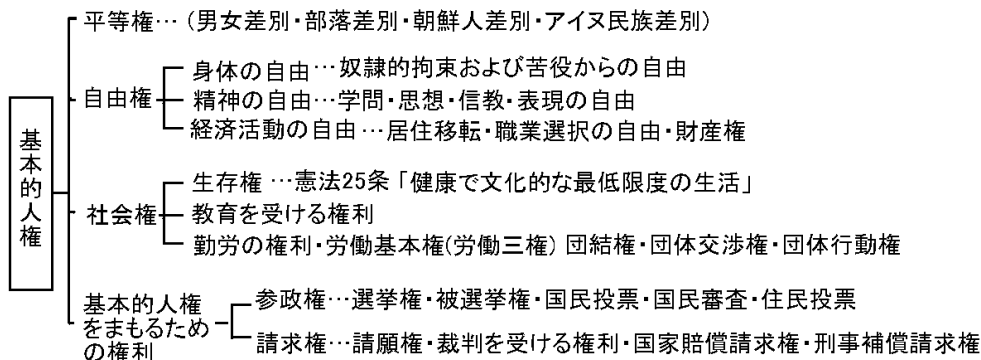 基本的人権
平等権…（男女差別・部落差別・朝鮮人差別・アイヌ民族差別）
自由権
身体の自由…奴隷的拘束および苦役からの自由
精神の自由…学問・思想・信教・表現の自由
経済活動の自由…居住移転・職業選択の自由・財産権
社会権
生存権…憲法25条「健康で文化的な最低限度の生活」
教育を受ける権利
勤労の権利・労働基本権(労働三権) 団結権・団体交渉権・団体行動権
基本的人権
をまもるため
の権利
参政権…選挙権・被選挙権・国民投票・国民審査・住民投票
請求権…請願権・裁判を受ける権利・国家賠償請求権・刑事補償請求権